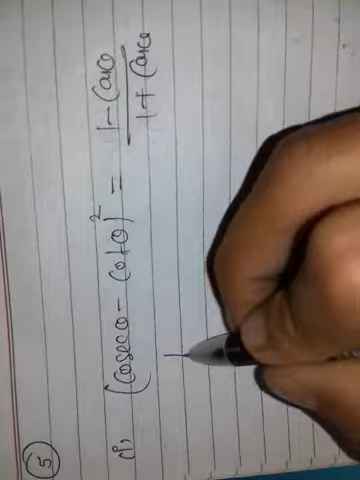 (5)
i, (cosecθ - cotθ)² = (1 - cosθ)/(1 + cosθ)